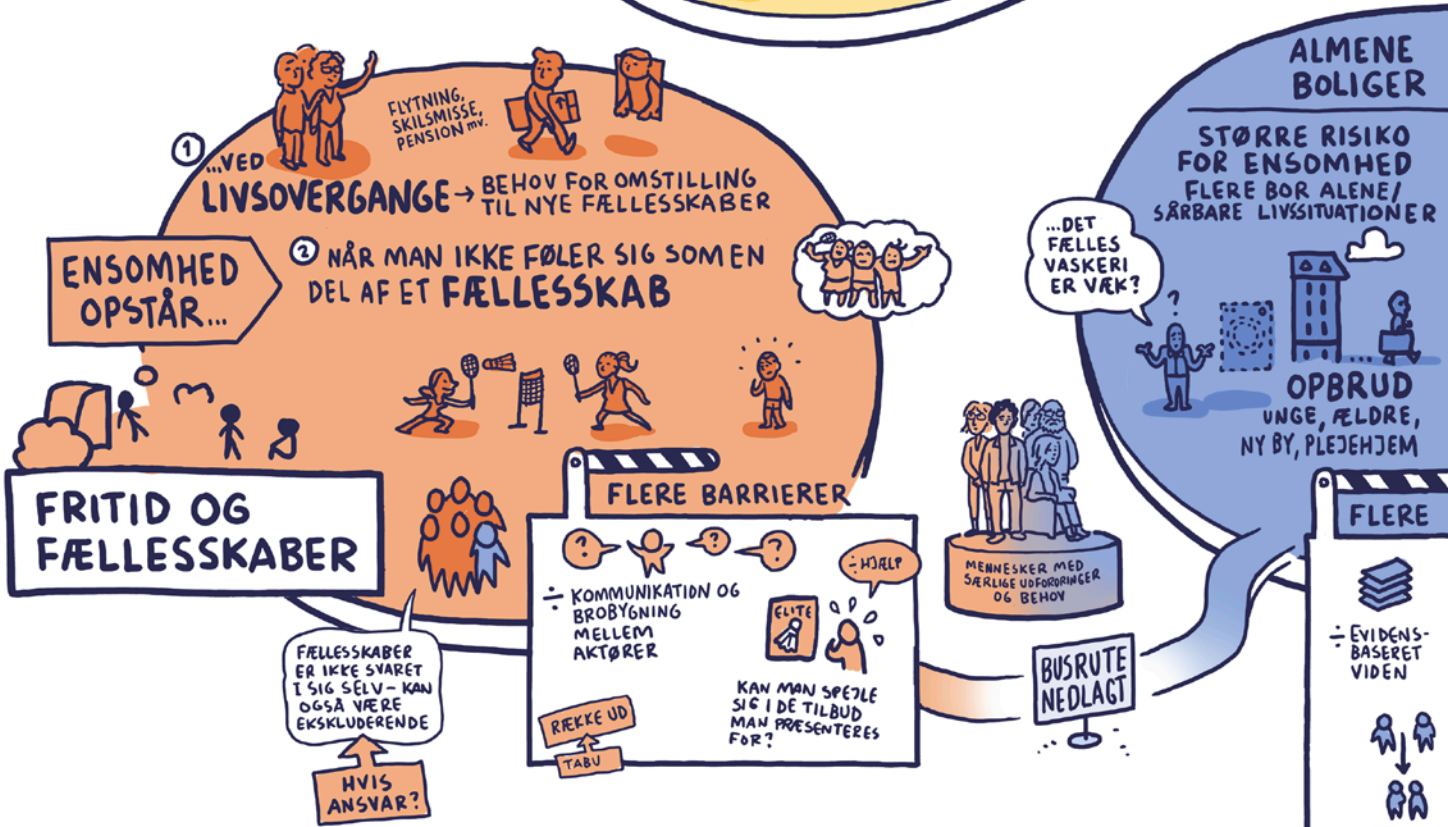 FLYTNING,
SKILSMISSE,
PENSION mv.
1
...VED
LIVSOVERGANGE → BEHOV FOR OMSTILLING
TIL NYE FÆLLESSKABER
2 NÅR MAN IKKE FØLER SIG SOM EN
DEL AF ET FÆLLESSKAB
ENSOMHED
OPSTÅR...
FRITID OG
FÆLLESSKABER
FLERE BARRIERER
? ? ?
÷ KOMMUNIKATION OG
BROBYGNING
MELLEM
AKTØRER
÷ HJÆLP
ELITE
KAN MAN SPEJLE
SIG I DE TILBUD
MAN PRÆSENTERES
FOR?
RÆKKE UD
TABU
FÆLLESSKABER
ER IKKE SVARET
I SIG SELV – KAN
OGSÅ VÆRE
EKSKLUDERENDE
HVIS
ANSVAR?
MENNESKER MED
SÆRLIGE UDFORDRINGER
OG BEHOV
BUSRUTE
NEDLAGT
ALMENE
BOLIGER
STØRRE RISIKO
FOR ENSOMHED
FLERE BOR ALENE/
SÅRBARE LIVSSITUATIONER
...DET
FÆLLES
VASKERI
ER VÆK?
?
OPBRUD
UNGE, ÆLDRE,
NY BY, PLEJEHJEM
FLERE
÷ EVIDENS-
BASERET
VIDEN